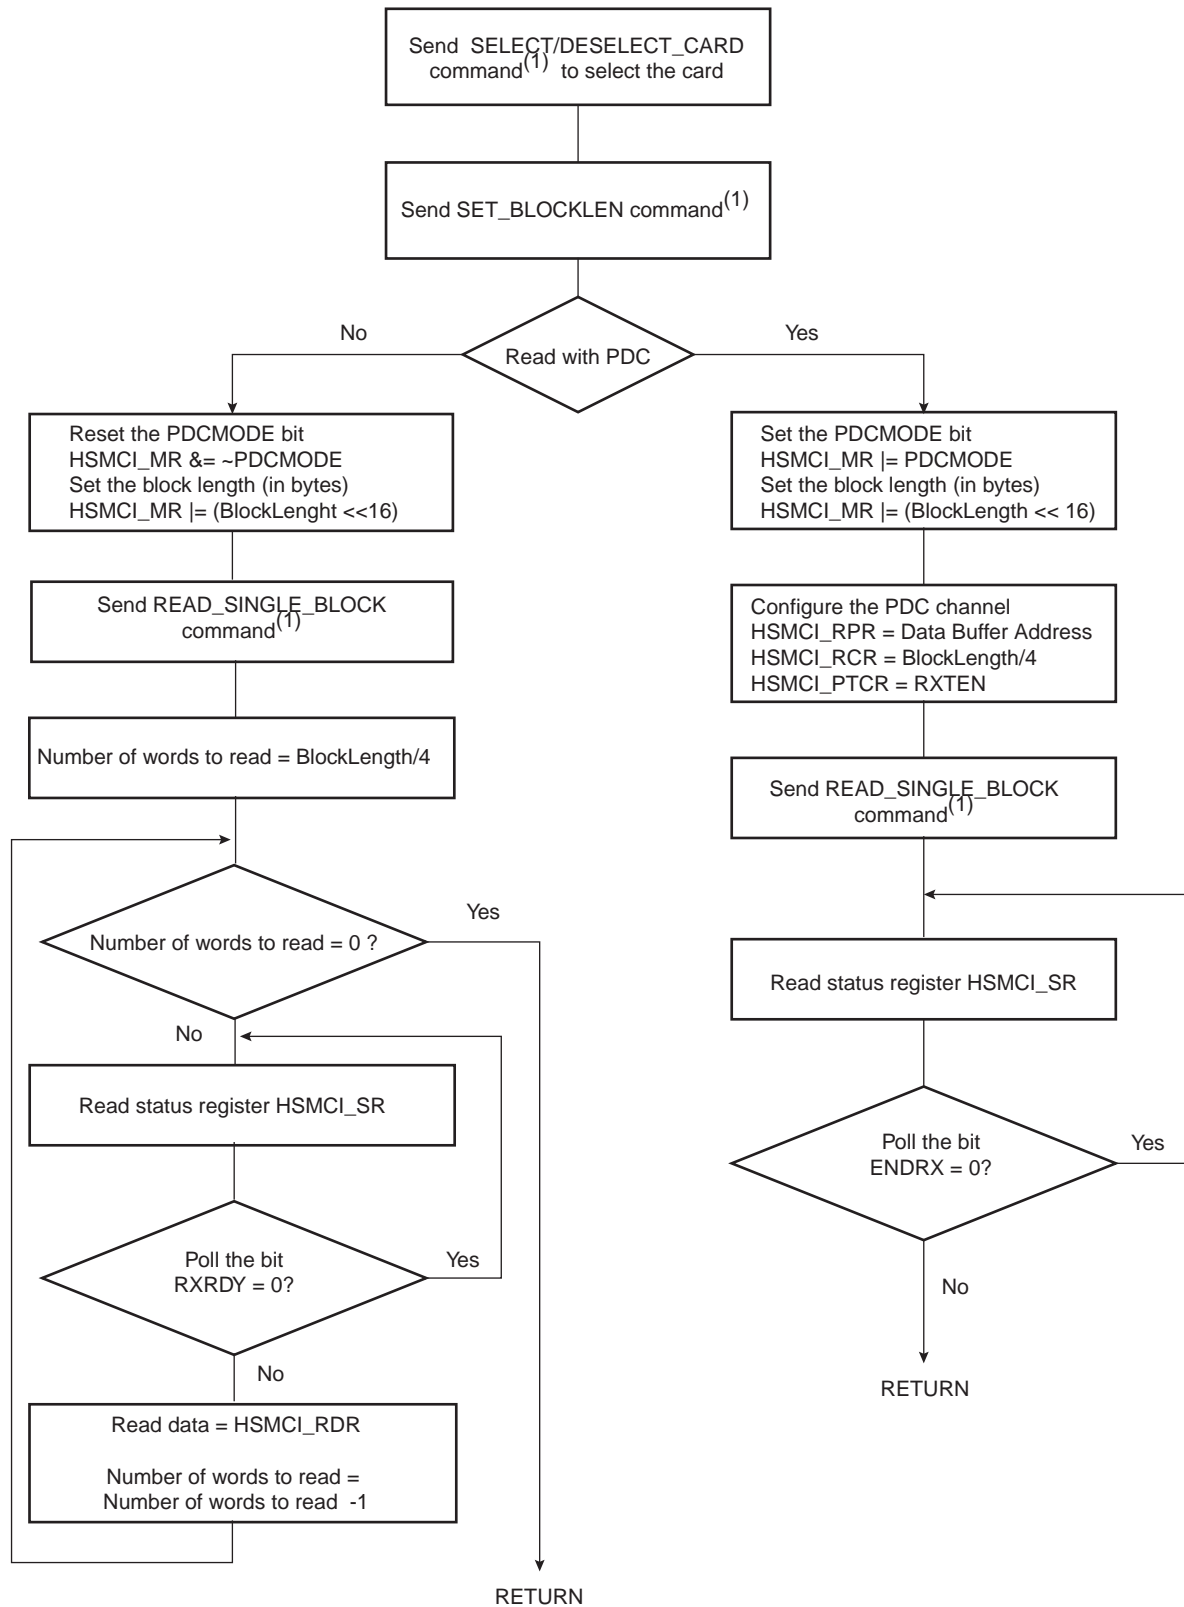 Send SELECT/DESELECT_CARD
command(1) to select the card
Send SET_BLOCKLEN command(1)
No
Yes
Read with PDC
Reset the PDCMODE bit
HSMCI_MR &= ~PDCMODE
Set the block length (in bytes)
HSMCI_MR |= (BlockLenght <<16)
Send READ_SINGLE_BLOCK
command(1)
Number of words to read = BlockLength/4
Yes
Number of words to read = 0 ?
No
Read status register HSMCI_SR
Poll the bit
RXRDY = 0?
Yes
No
Read data = HSMCI_RDR
Number of words to read =
Number of words to read -1
RETURN
Set the PDCMODE bit
HSMCI_MR |= PDCMODE
Set the block length (in bytes)
HSMCI_MR |= (BlockLength << 16)
Configure the PDC channel
HSMCI_RPR = Data Buffer Address
HSMCI_RCR = BlockLength/4
HSMCI_PTCR = RXTEN
Send READ_SINGLE_BLOCK
command(1)
Read status register HSMCI_SR
Poll the bit
ENDRX = 0?
Yes
No
RETURN